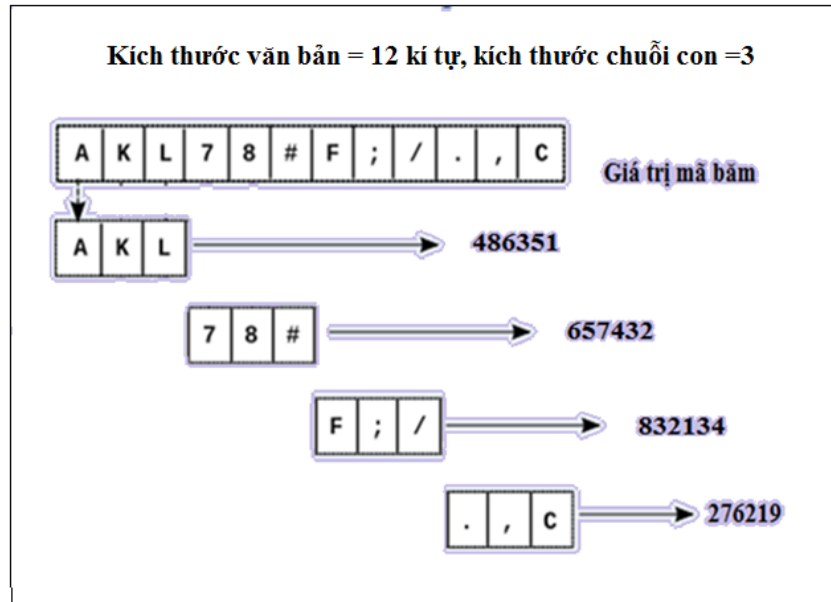 Kích thước văn bản = 12 kí tự, kích thước chuỗi con =3
A K L 7 8 # F ; / . , C
Giá trị mã băm
A K L 486351
7 8 # 657432
F ; / 832134
. , C 276219